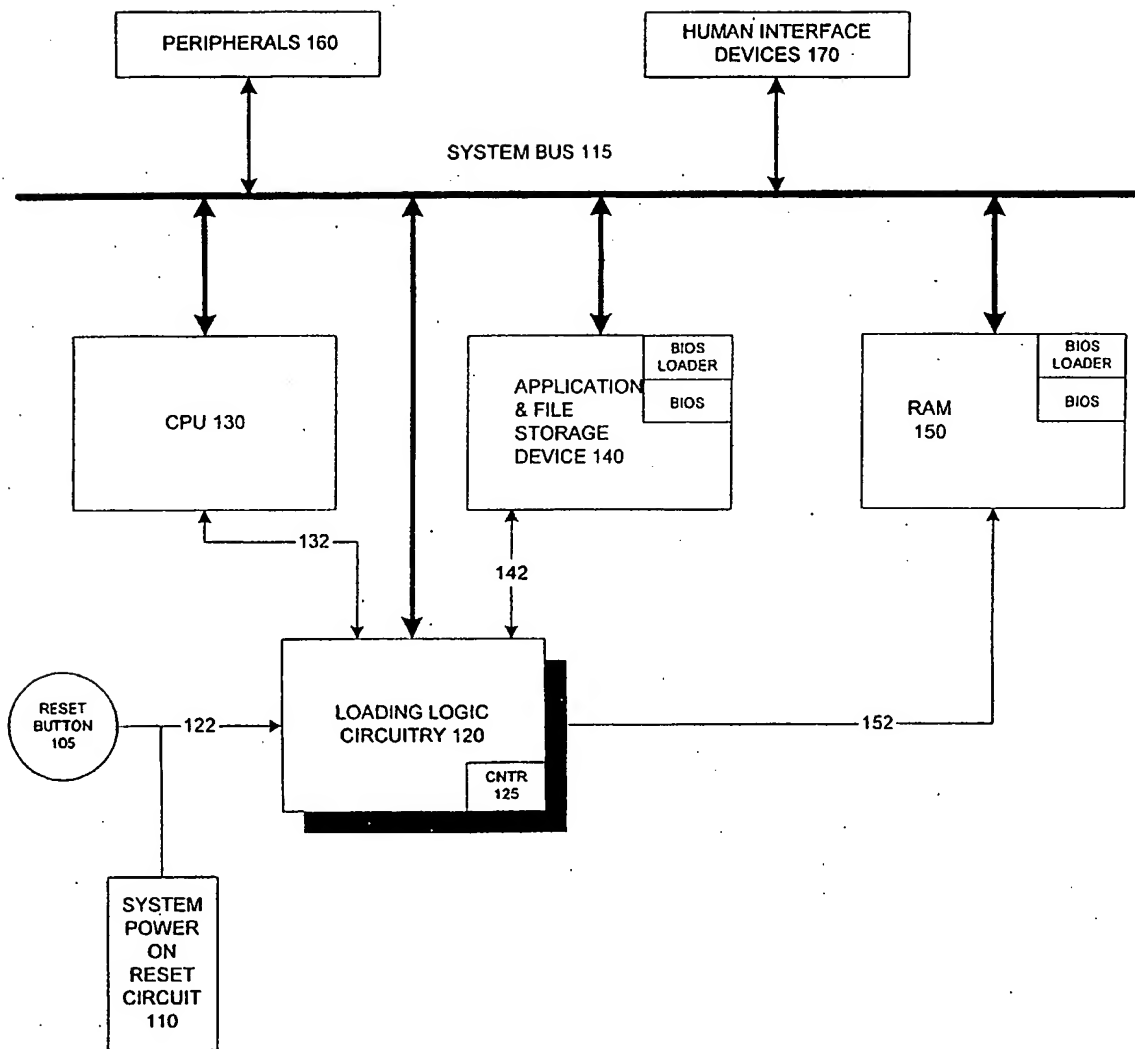 PERIPHERALS 160
HUMAN INTERFACE
DEVICES 170
SYSTEM BUS 115
CPU 130
APPLICATION
& FILE
STORAGE
DEVICE 140
BIOS
LOADER
BIOS
RAM
150
BIOS
LOADER
BIOS
132
142
RESET
BUTTON
105
122
LOADING LOGIC
CIRCUITRY 120
CNTR
125
152
SYSTEM
POWER
ON
RESET
CIRCUIT
110